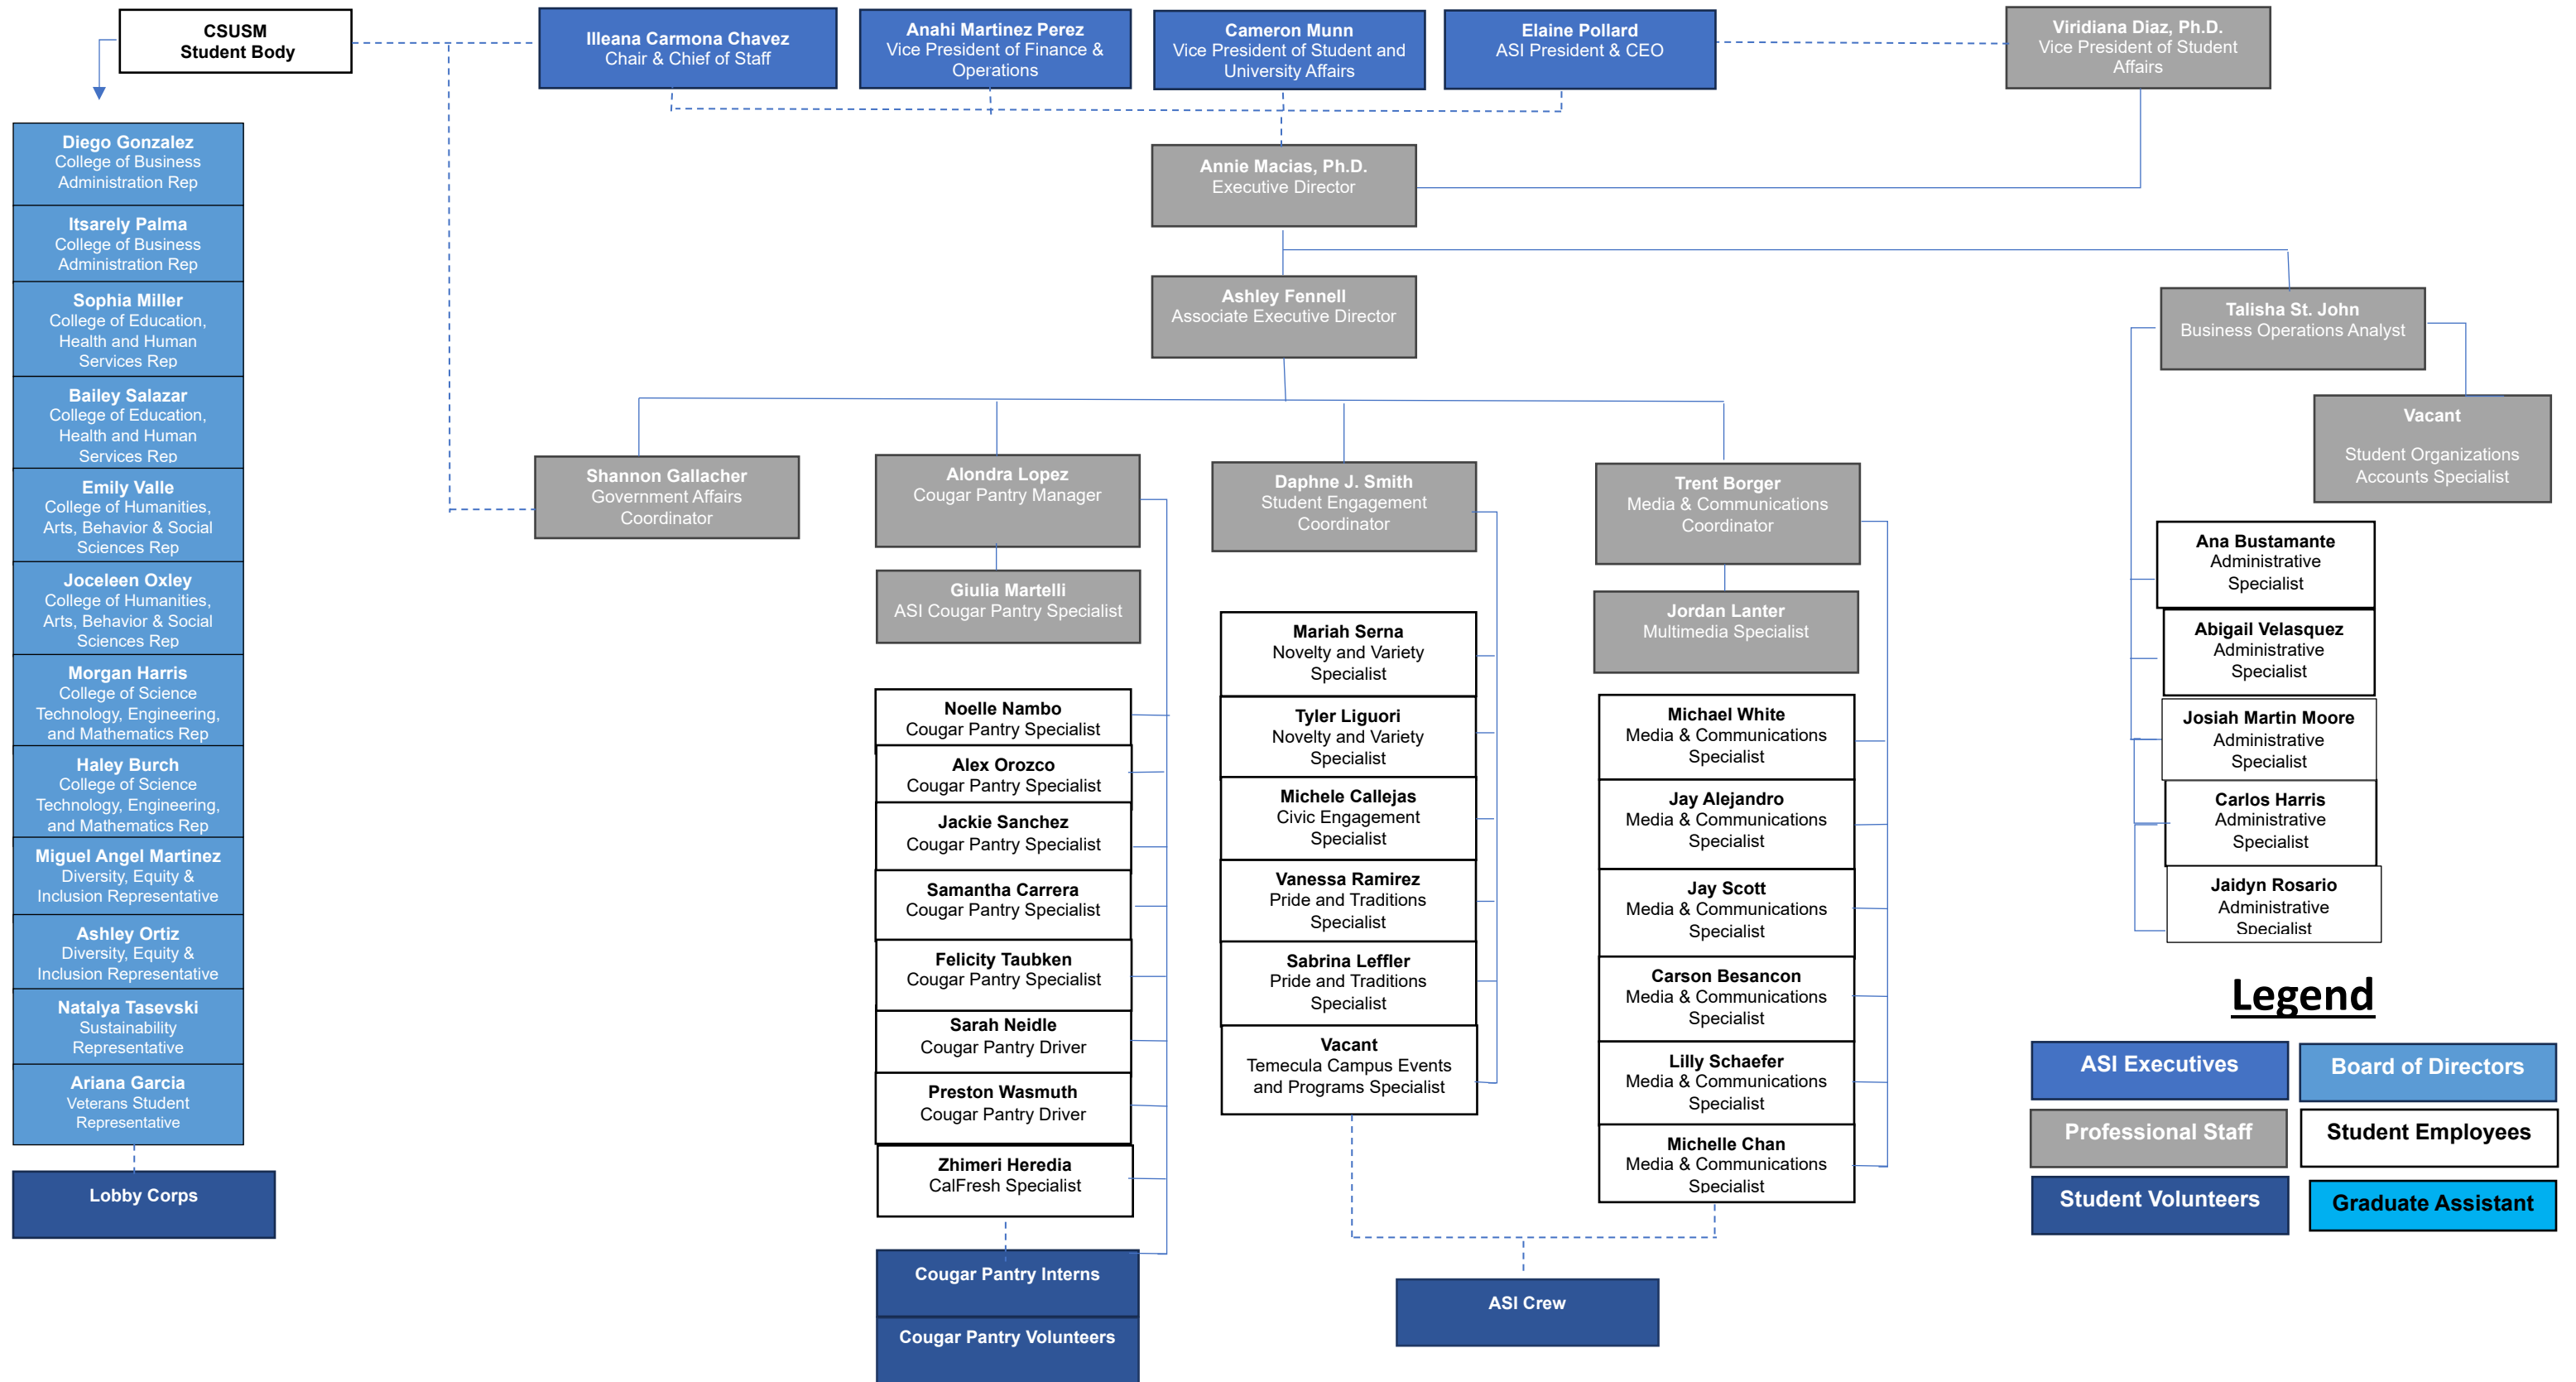 CSUSM
Student Body
Illeana Carmona Chavez
Chair & Chief of Staff
Anahi Martinez Perez
Vice President of Finance &
Operations
Cameron Munn
Vice President of Student and
University Affairs
Elaine Pollard
ASI President & CEO
Viridiana Diaz, Ph.D.
Vice President of Student
Affairs
Diego Gonzalez
College of Business
Administration Rep
Itsarely Palma
College of Business
Administration Rep
Sophia Miller
College of Education,
Health and Human
Services Rep
Bailey Salazar
College of Education,
Health and Human
Services Rep
Emily Valle
College of Humanities,
Arts, Behavior & Social
Sciences Rep
Joceleen Oxley
College of Humanities,
Arts, Behavior & Social
Sciences Rep
Morgan Harris
College of Science
Technology, Engineering,
and Mathematics Rep
Haley Burch
College of Science
Technology, Engineering,
and Mathematics Rep
Miguel Angel Martinez
Diversity, Equity &
Inclusion Representative
Ashley Ortiz
Diversity, Equity &
Inclusion Representative
Natalya Tasevski
Sustainability
Representative
Ariana Garcia
Veterans Student
Representative
Lobby Corps
Annie Macias, Ph.D.
Executive Director
Ashley Fennell
Associate Executive Director
Talisha St. John
Business Operations Analyst
Vacant
Student Organizations
Accounts Specialist
Shannon Gallacher
Government Affairs
Coordinator
Alondra Lopez
Cougar Pantry Manager
Giulia Martelli
ASI Cougar Pantry Specialist
Noelle Nambo
Cougar Pantry Specialist
Alex Orozco
Cougar Pantry Specialist
Jackie Sanchez
Cougar Pantry Specialist
Samantha Carrera
Cougar Pantry Specialist
Felicity Taubken
Cougar Pantry Specialist
Sarah Neidle
Cougar Pantry Driver
Preston Wasmuth
Cougar Pantry Driver
Zhimeri Heredia
CalFresh Specialist
Cougar Pantry Interns
Cougar Pantry Volunteers
Daphne J. Smith
Student Engagement
Coordinator
Mariah Serna
Novelty and Variety
Specialist
Tyler Liguori
Novelty and Variety
Specialist
Michele Callejas
Civic Engagement
Specialist
Vanessa Ramirez
Pride and Traditions
Specialist
Sabrina Leffler
Pride and Traditions
Specialist
Vacant
Temecula Campus Events
and Programs Specialist
Trent Borger
Media & Communications
Coordinator
Jordan Lanter
Multimedia Specialist
Michael White
Media & Communications
Specialist
Jay Alejandro
Media & Communications
Specialist
Jay Scott
Media & Communications
Specialist
Carson Besancon
Media & Communications
Specialist
Lilly Schaefer
Media & Communications
Specialist
Michelle Chan
Media & Communications
Specialist
ASI Crew
Ana Bustamante
Administrative
Specialist
Abigail Velasquez
Administrative
Specialist
Josiah Martin Moore
Administrative
Specialist
Carlos Harris
Administrative
Specialist
Jaidyn Rosario
Administrative
Specialist
Legend
ASI Executives
Board of Directors
Professional Staff
Student Employees
Student Volunteers
Graduate Assistant